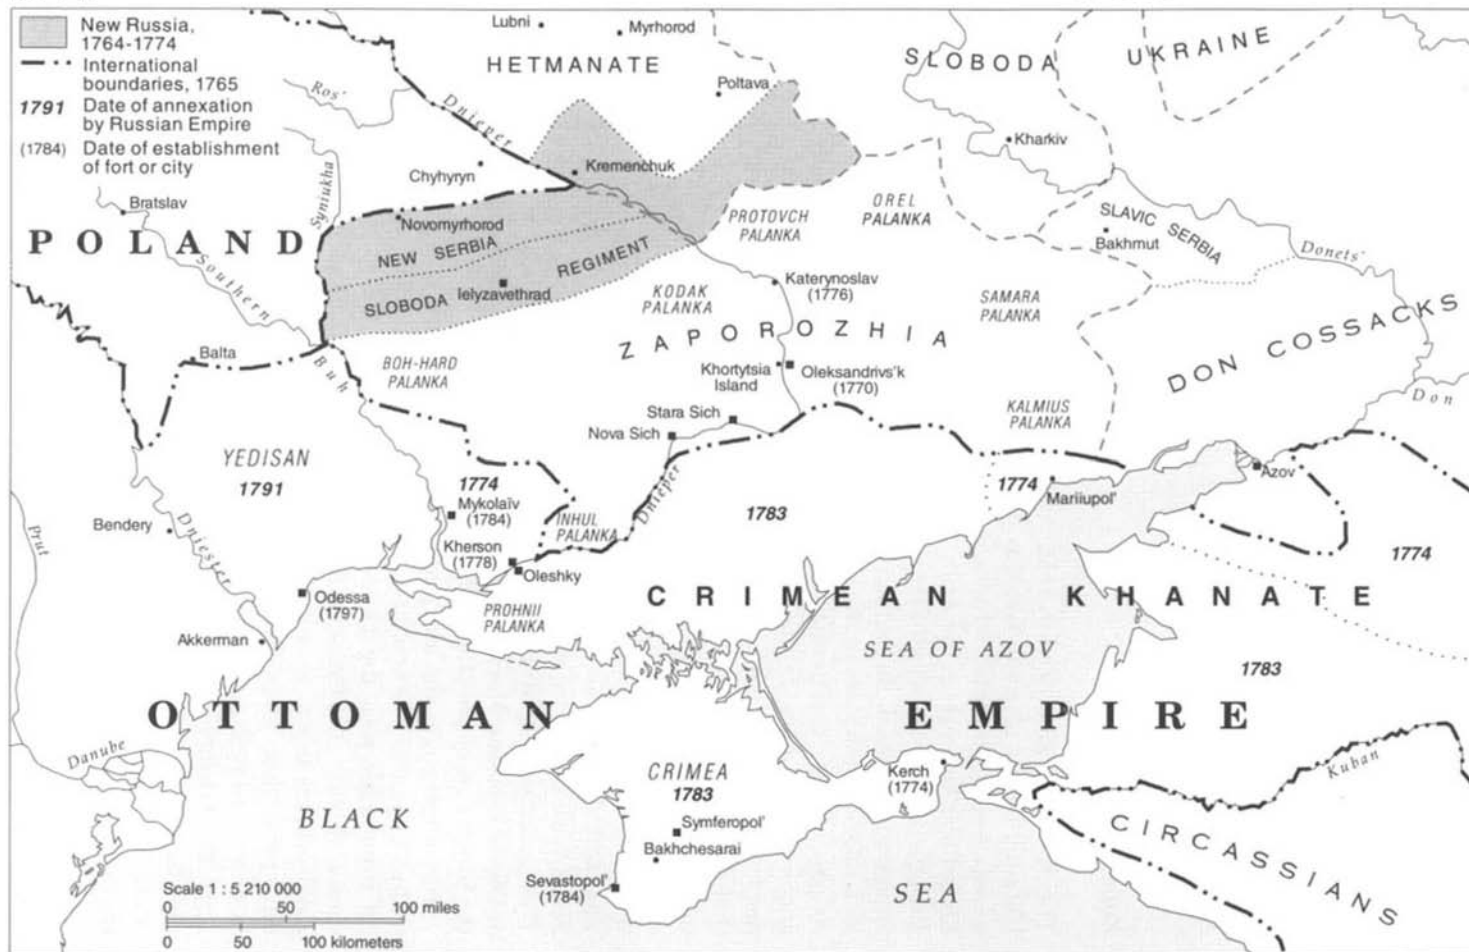 New Russia,
1764-1774
International
boundaries, 1765
1791 Date of annexation
by Russian Empire
(1784) Date of establishment
of fort or city
Lubni
Myrhorod
HETMANATE
Poltava
SLOBODA
UKRAINE
Kharkiv
Ros'
Dnieper
Chyhyryn
Kremenchuk
Syniukha
Bratslav
POLAND
Southern
Buh
Novomyrhorod
NEW SERBIA
SLOBODA REGIMENT
Ielyzavethrad
PROTOVCH
PALANKA
OREL
PALANKA
SLAVIC
SERBIA
Bakhmut
Donets'
Katerynoslav
(1776)
KODAK
PALANKA
SAMARA
PALANKA
ZAPOROZHIA
DON COSSACKS
Don
Balta
BOH-HARD
PALANKA
Khortytsia
Island
Oleksandrivs'k
(1770)
Stara Sich
Nova Sich
KALMIUS
PALANKA
YEDISAN
1791
1774
Mykolaïv
(1784)
INHUL
PALANKA
Dnieper
1783
1774
Mariiupol'
Azov
1774
Bendery
Dniester
Prut
Kherson
(1778)
Oleshky
Odessa
(1797)
PROHNII
PALANKA
CRIMEAN KHANATE
Akkerman
SEA OF AZOV
1783
OTTOMAN EMPIRE
Danube
Kerch
(1774)
Kuban
CRIMEA
1783
BLACK
SEA
Symferopol'
Bakhchesarai
Sevastopol'
(1784)
CIRCASSIANS
Scale 1 : 5 210 000
0 50 100 miles
0 50 100 kilometers